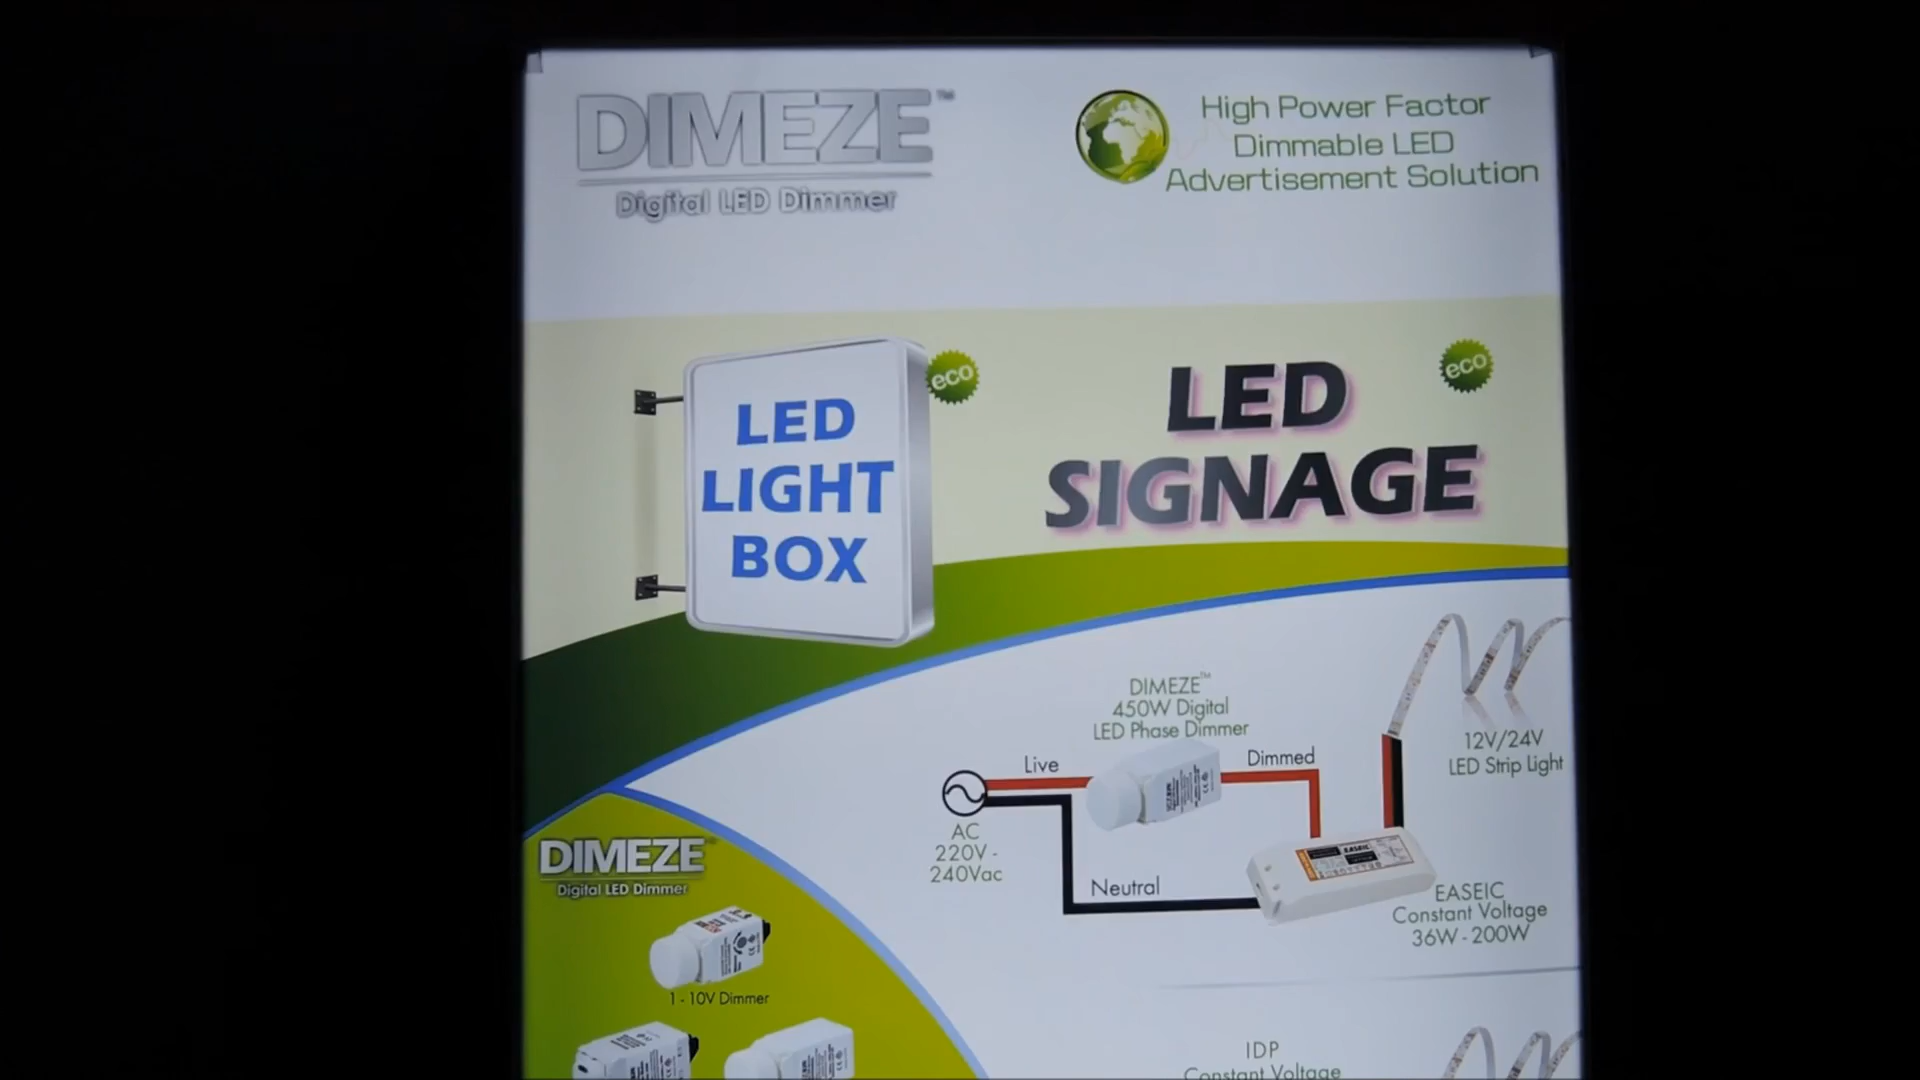 DIMEZE™
Digital LED Dimmer
High Power Factor
Dimmable LED
Advertisement Solution
LED
LIGHT
BOX
eco
LED
SIGNAGE
eco
DIMEZE™
450W Digital
LED Phase Dimmer
Live
Dimmed
12V/24V
LED Strip Light
AC
220V -
240Vac
Neutral
EASEIC
EASEIC
Constant Voltage
36W - 200W
DIMEZE
Digital LED Dimmer
1 - 10V Dimmer
IDP
Constant Voltage